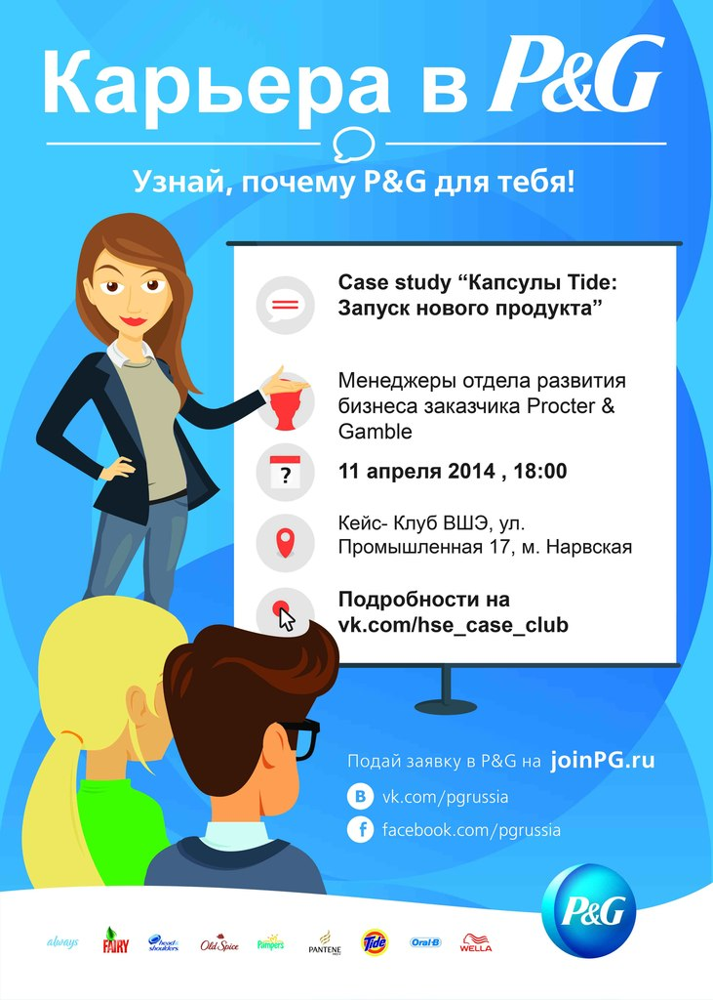 Карьера в P&G
Узнай, почему P&G для тебя!
Case study “Капсулы Tide:
Запуск нового продукта”
Менеджеры отдела развития
бизнеса заказчика Procter &
Gamble
?
11 апреля 2014 , 18:00
Кейс- Клуб ВШЭ, ул.
Промышленная 17, м. Нарвская
Подробности на
vk.com/hse_case_club
Подай заявку в P&G на joinPG.ru
B vk.com/pgrussia
f facebook.com/pgrussia
P&G
always FAIRY head & shoulders Old Spice Pampers PANTENE Tide Oral-B WELLA